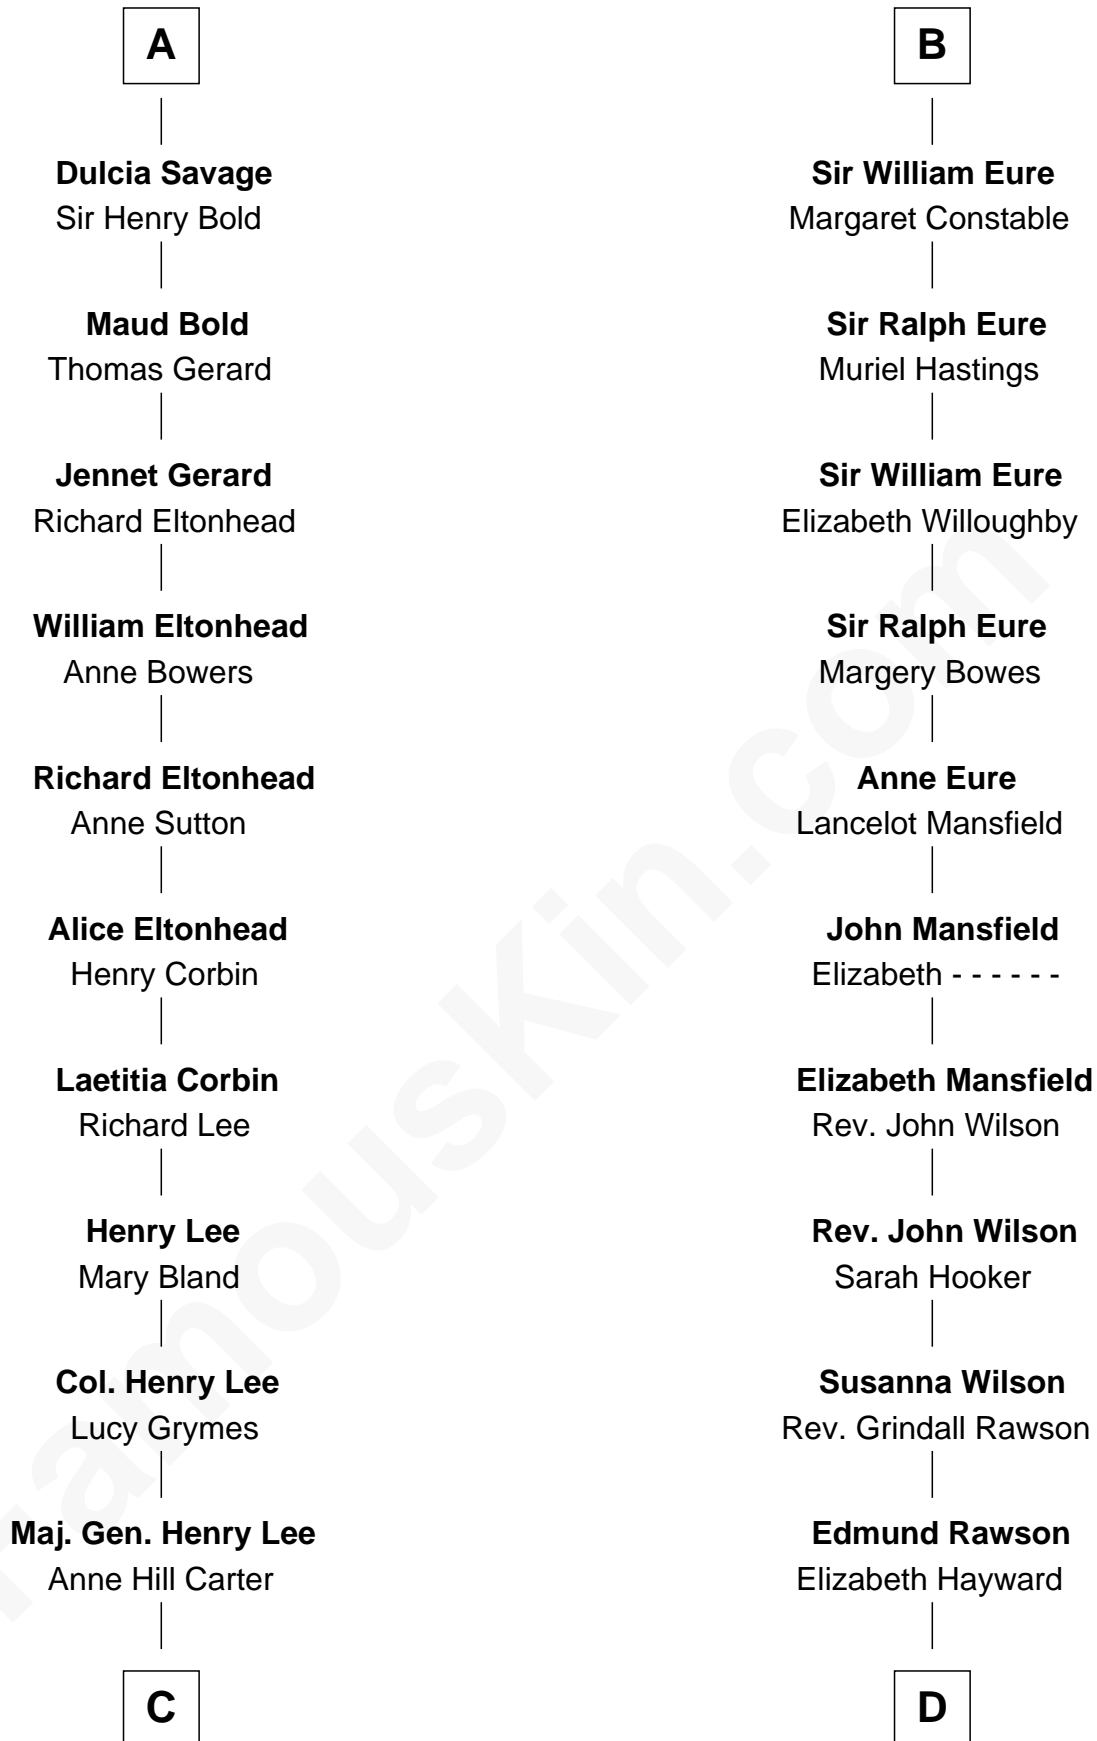 A
Dulcia Savage
Sir Henry Bold
Maud Bold
Thomas Gerard
Jennet Gerard
Richard Eltonhead
William Eltonhead
Anne Bowers
Richard Eltonhead
Anne Sutton
Alice Eltonhead
Henry Corbin
Laetitia Corbin
Richard Lee
Henry Lee
Mary Bland
Col. Henry Lee
Lucy Grymes
Maj. Gen. Henry Lee
Anne Hill Carter
C
B
Sir William Eure
Margaret Constable
Sir Ralph Eure
Muriel Hastings
Sir William Eure
Elizabeth Willoughby
Sir Ralph Eure
Margery Bowes
Anne Eure
Lancelot Mansfield
John Mansfield
Elizabeth - - - - - -
Elizabeth Mansfield
Rev. John Wilson
Rev. John Wilson
Sarah Hooker
Susanna Wilson
Rev. Grindall Rawson
Edmund Rawson
Elizabeth Hayward
D
FamousKin.com